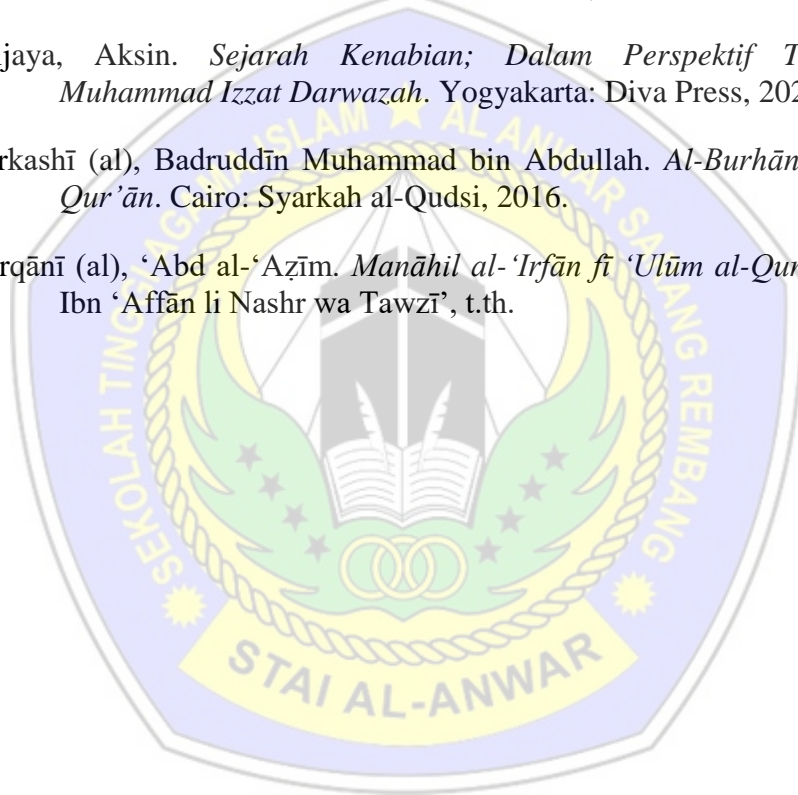 jaya, Aksin. Sejarah Kenabian; Dalam Perspektif T
Muhammad Izzat Darwazah. Yogyakarta: Diva Press, 202
rkashī (al), Badruddīn Muhammad bin Abdullah. Al-Burhān
Qur’ān. Cairo: Syarkah al-Qudsi, 2016.
rqānī (al), ‘Abd al-‘Aẓīm. Manāhil al-‘Irfān fī ‘Ulūm al-Qur
Ibn ‘Affān li Nashr wa Tawzī’, t.th.
SEKOLAH TINGGI AGAMA ISLAM AL ANWAR SARANG REMBANG
STAI AL-ANWAR